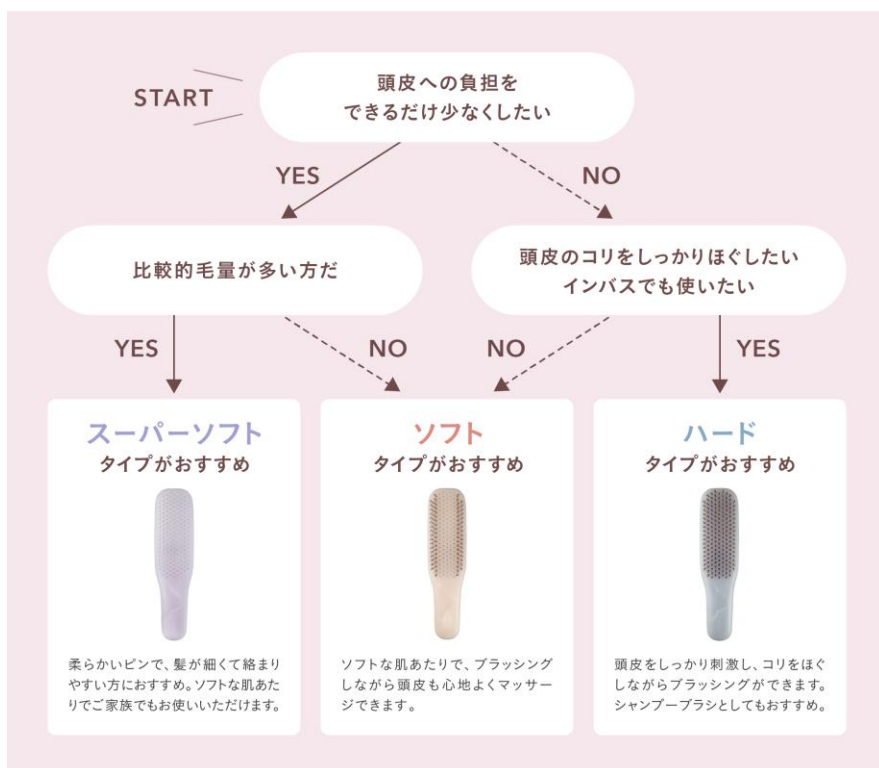 START
頭皮への負担を
できるだけ少なくしたい
YES
NO
比較的毛量が多い方だ
頭皮のコリをしっかりほぐしたい
インバスでも使いたい
YES
NO
NO
YES
スーパーソフト
タイプがおすすめ
柔らかいピンで、髪が細くて絡まり
やすい方におすすめ。ソフトな肌あた
りでご家族でもお使いいただけます。
ソフト
タイプがおすすめ
ソフトな肌あたりで、ブラッシング
しながら頭皮も心地よくマッサー
ジできます。
ハード
タイプがおすすめ
頭皮をしっかり刺激し、コリをほぐ
しながらブラッシングができます。
シャンプーブラシとしてもおすすめ。